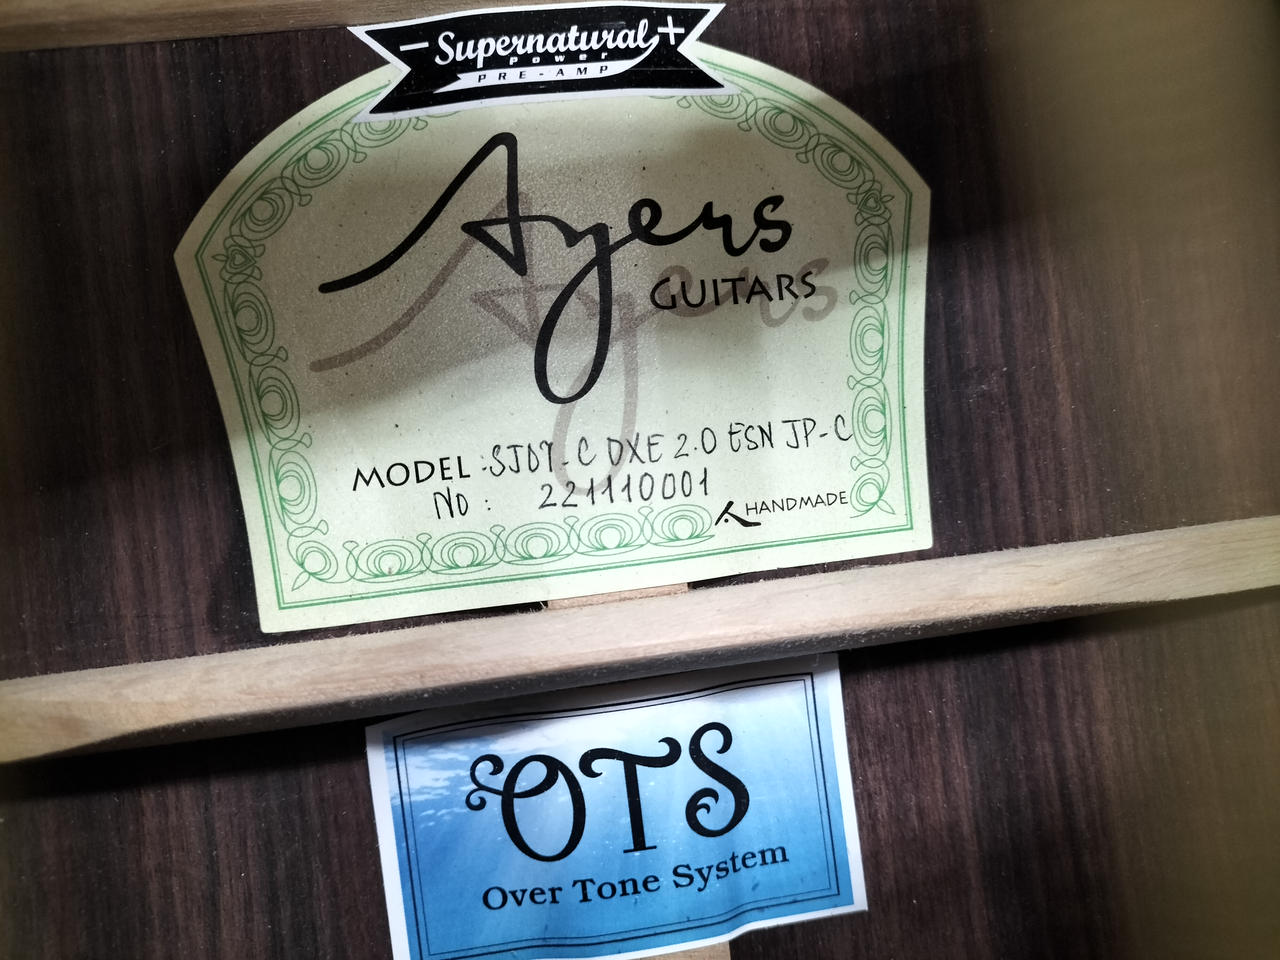 Supernatural
Power
PRE-AMP
Ayers
GUITARS
MODEL: SJ07-C DXE 2.0 ESN JP-C
NO : 221110001
HANDMADE
OTS
Over Tone System